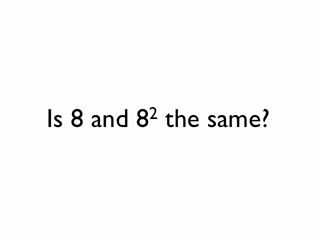 Is 8 and 8² the same?